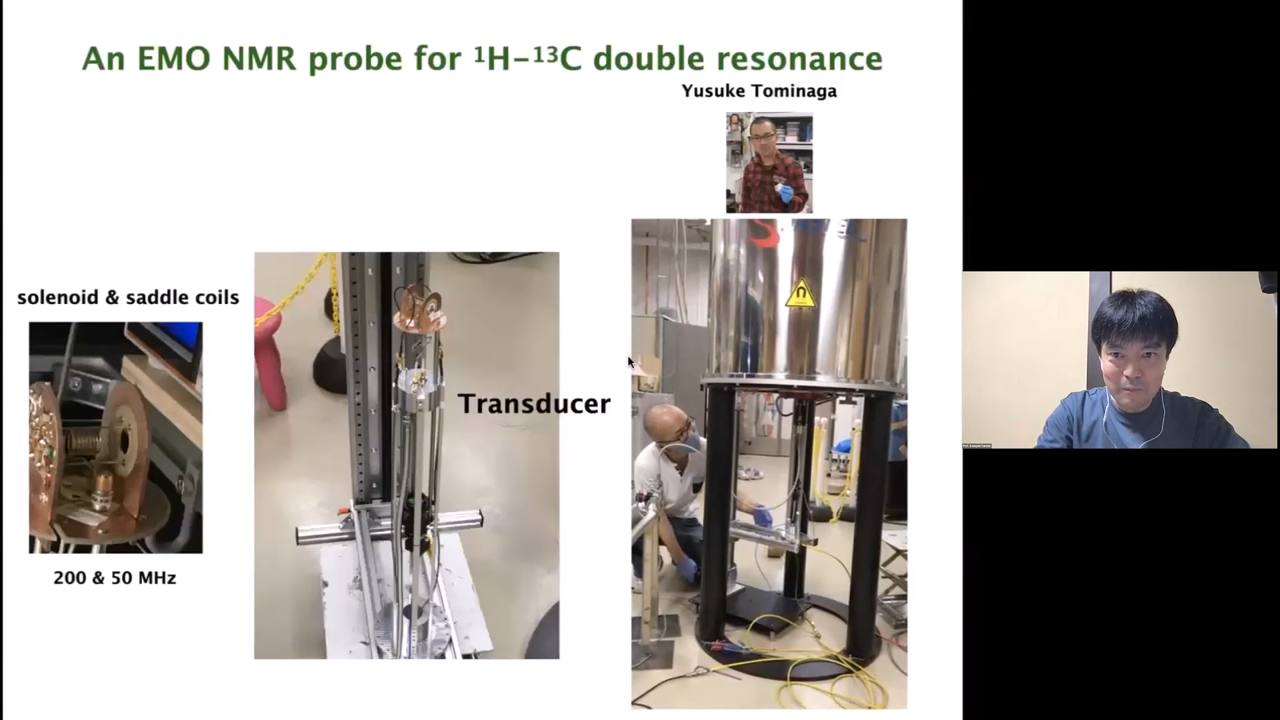 An EMO NMR probe for ¹H–¹³C double resonance
Yusuke Tominaga
solenoid & saddle coils
Transducer
200 & 50 MHz